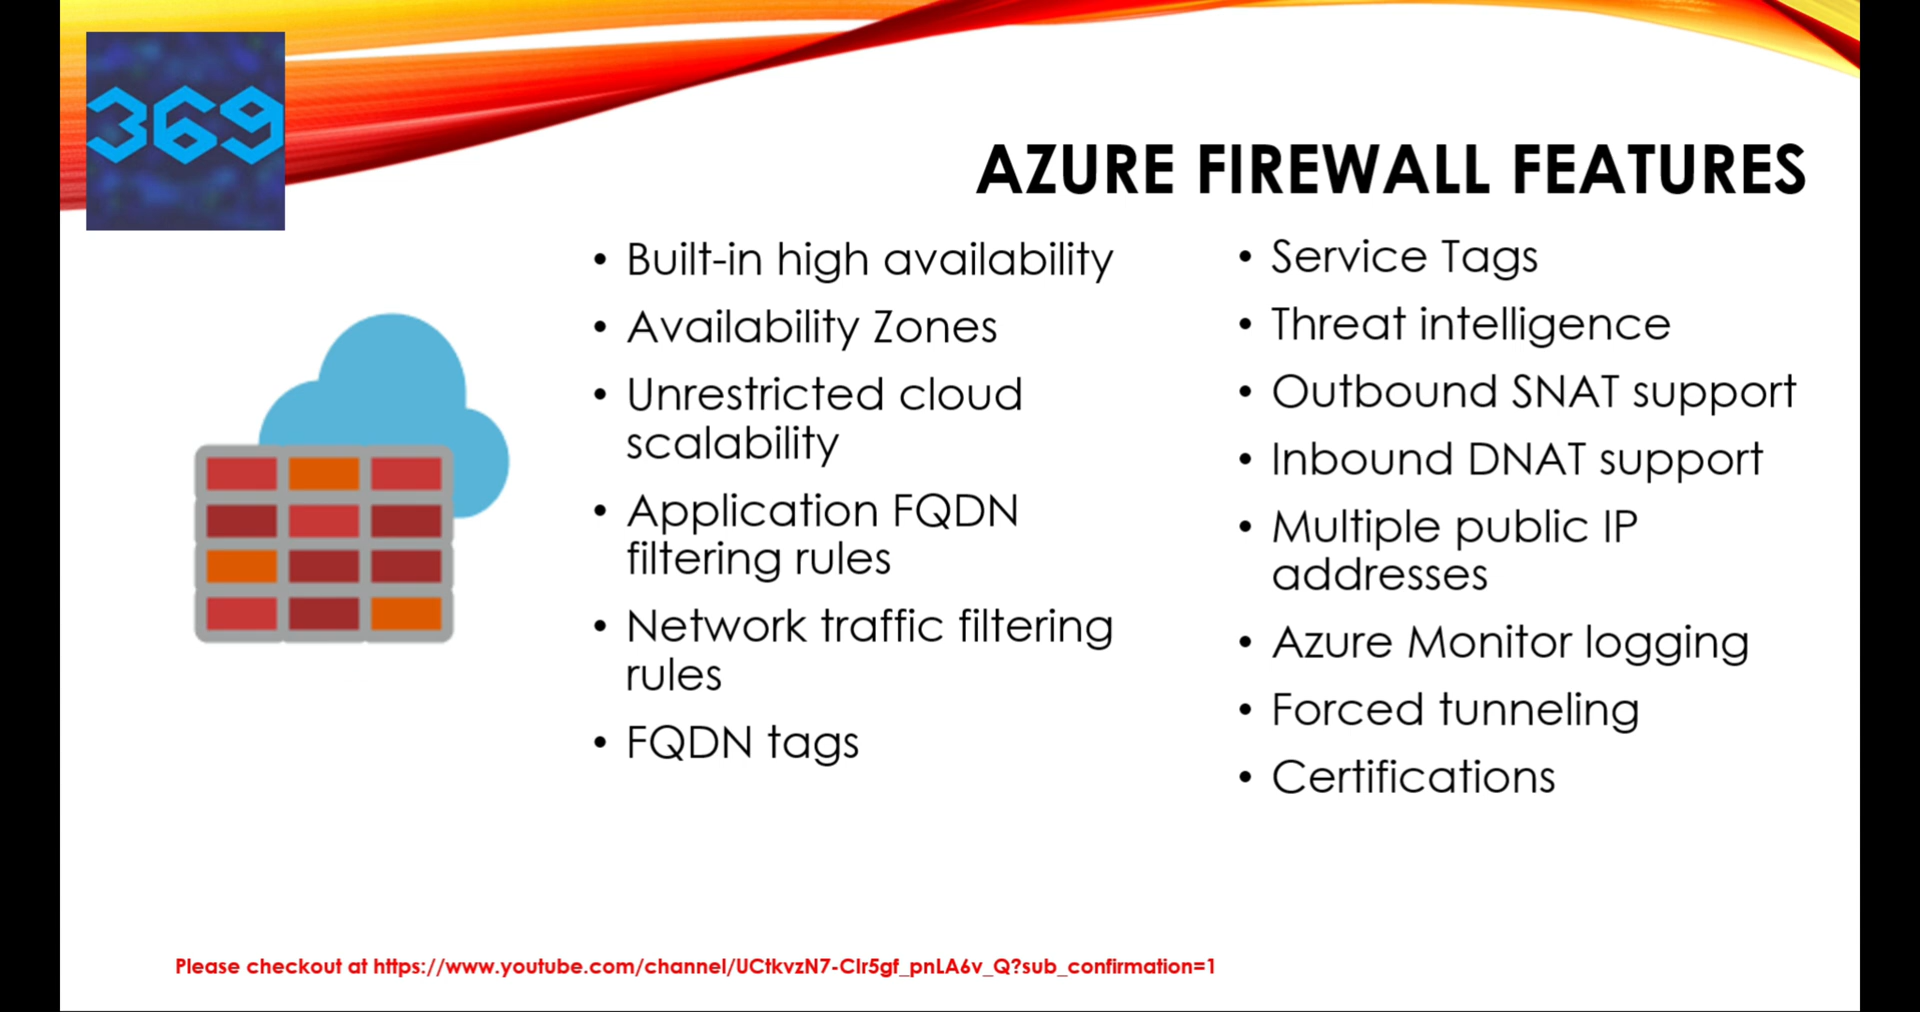 369
AZURE FIREWALL FEATURES
• Built-in high availability
• Availability Zones
• Unrestricted cloud
scalability
• Application FQDN
filtering rules
• Network traffic filtering
rules
• FQDN tags
• Service Tags
• Threat intelligence
• Outbound SNAT support
• Inbound DNAT support
• Multiple public IP
addresses
• Azure Monitor logging
• Forced tunneling
• Certifications
Please checkout at https://www.youtube.com/channel/UCtkvzN7-Clr5gf_pnLA6v_Q?sub_confirmation=1